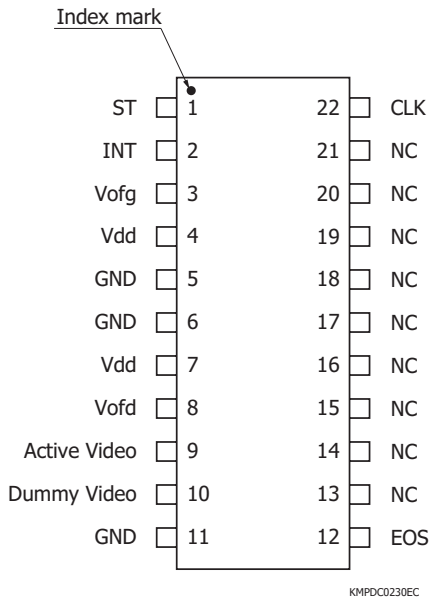 Index mark
ST 1 22 CLK
INT 2 21 NC
Vofg 3 20 NC
Vdd 4 19 NC
GND 5 18 NC
GND 6 17 NC
Vdd 7 16 NC
Vofd 8 15 NC
Active Video 9 14 NC
Dummy Video 10 13 NC
GND 11 12 EOS
KMPDC0230EC